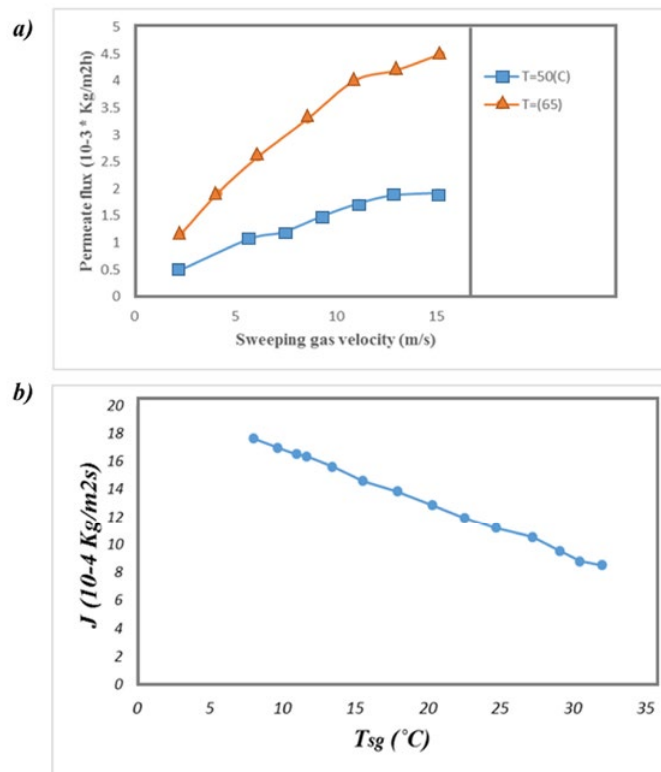 a)
Permeate flux (10-3 * Kg/m2h)
5
4.5
4
3.5
3
2.5
2
1.5
1
0.5
0
0 5 10 15
Sweeping gas velocity (m/s)
T=50(C)
T=(65)
b)
J (10-4 Kg/m2s)
20
18
16
14
12
10
8
6
4
2
0
0 5 10 15 20 25 30 35
Tsg (˚C)